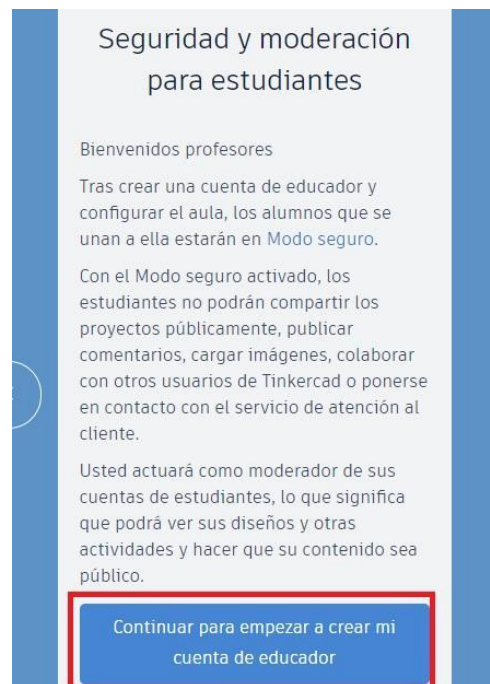 Seguridad y moderación
para estudiantes
Bienvenidos profesores
Tras crear una cuenta de educador y
configurar el aula, los alumnos que se
unan a ella estarán en Modo seguro.
Con el Modo seguro activado, los
estudiantes no podrán compartir los
proyectos públicamente, publicar
comentarios, cargar imágenes, colaborar
con otros usuarios de Tinkercad o ponerse
en contacto con el servicio de atención al
cliente.
Usted actuará como moderador de sus
cuentas de estudiantes, lo que significa
que podrá ver sus diseños y otras
actividades y hacer que su contenido sea
público.
Continuar para empezar a crear mi
cuenta de educador